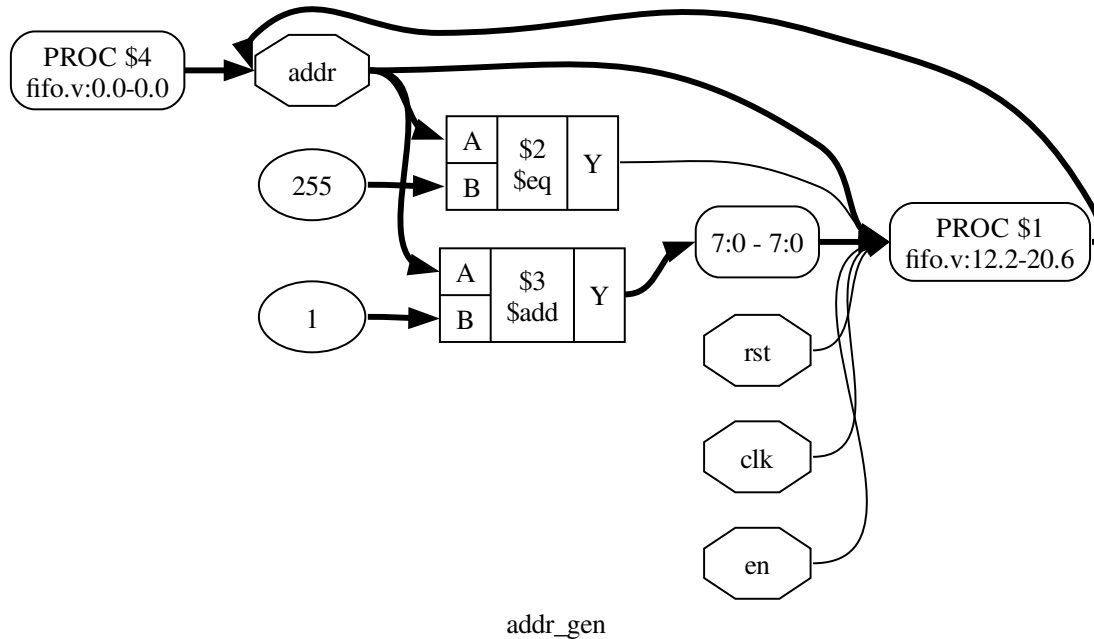 PROC $4
fifo.v:0.0-0.0
addr
A
B
$2
$eq
Y
255
A
B
$3
$add
Y
1
7:0 - 7:0
PROC $1
fifo.v:12.2-20.6
rst
clk
en
addr_gen